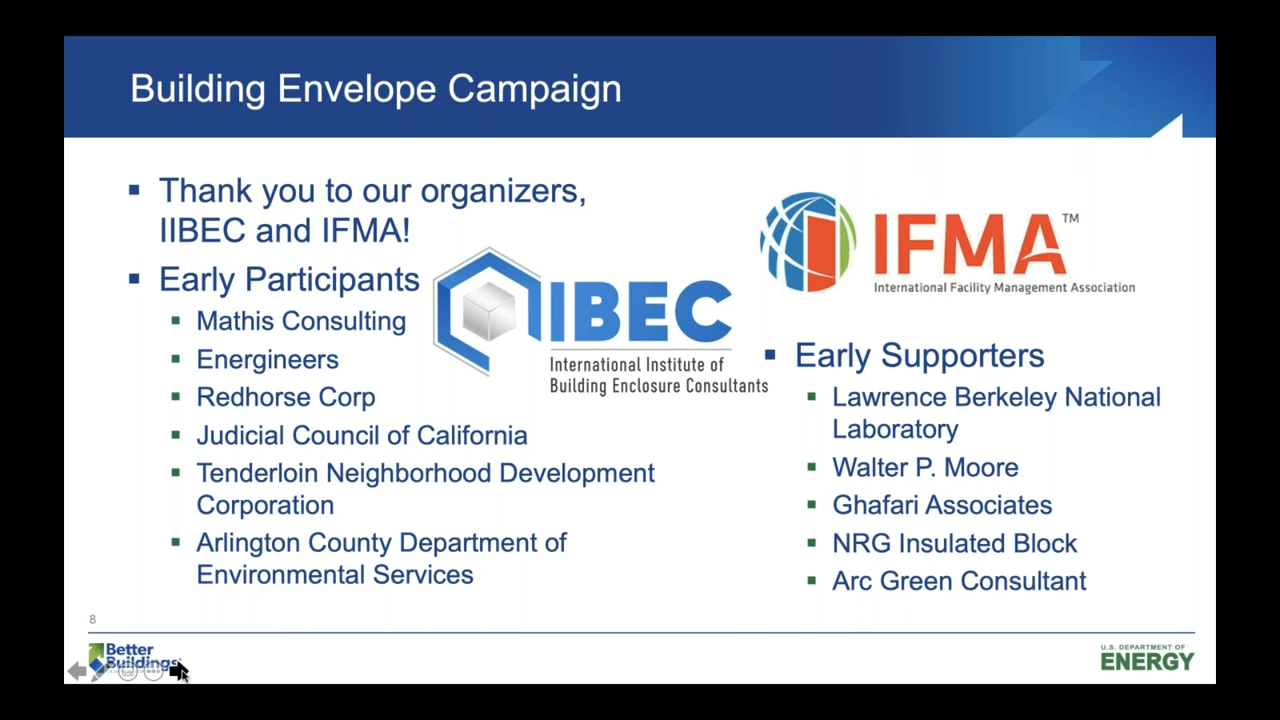 Building Envelope Campaign
Thank you to our organizers,
IIBEC and IFMA!
Early Participants
Mathis Consulting
Energineers
Redhorse Corp
Judicial Council of California
Tenderloin Neighborhood Development
Corporation
Arlington County Department of
Environmental Services
IIBEC
International Institute of
Building Enclosure Consultants
IFMA™
International Facility Management Association
Early Supporters
Lawrence Berkeley National
Laboratory
Walter P. Moore
Ghafari Associates
NRG Insulated Block
Arc Green Consultant
8
Better
Buildings
U.S. DEPARTMENT OF
ENERGY